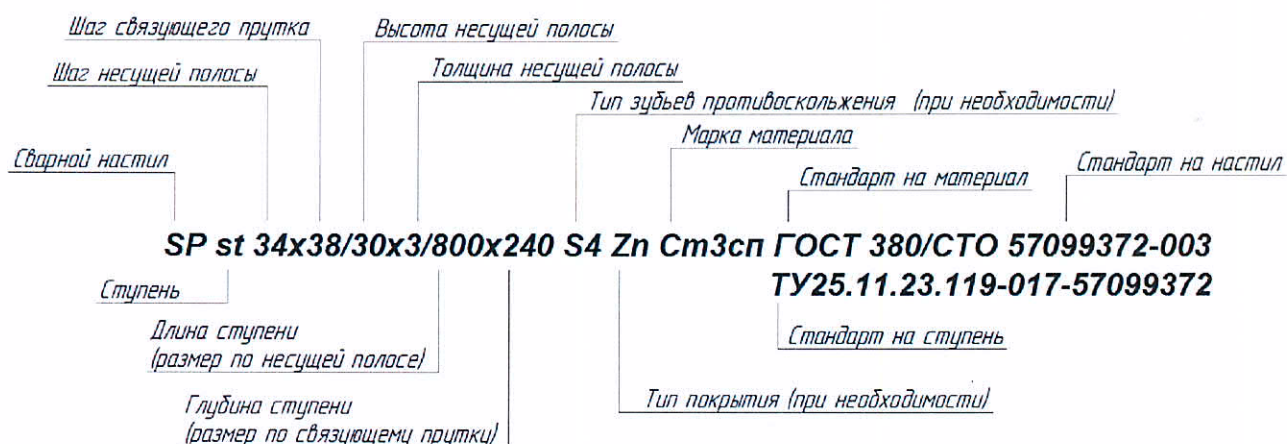 Шаг связующего прутка
Высота несущей полосы
Шаг несущей полосы
Толщина несущей полосы
Тип зубьев противоскольжения (при необходимости)
Марка материала
Сварной настил
Стандарт на материал
Стандарт на настил
SP st 34x38/30x3/800x240 S4 Zn Ст3сп ГОСТ 380/СТО 57099372-003
ТУ25.11.23.119-017-57099372
Ступень
Длина ступени
(размер по несущей полосе)
Стандарт на ступень
Глубина ступени
(размер по связующему прутку)
Тип покрытия (при необходимости)